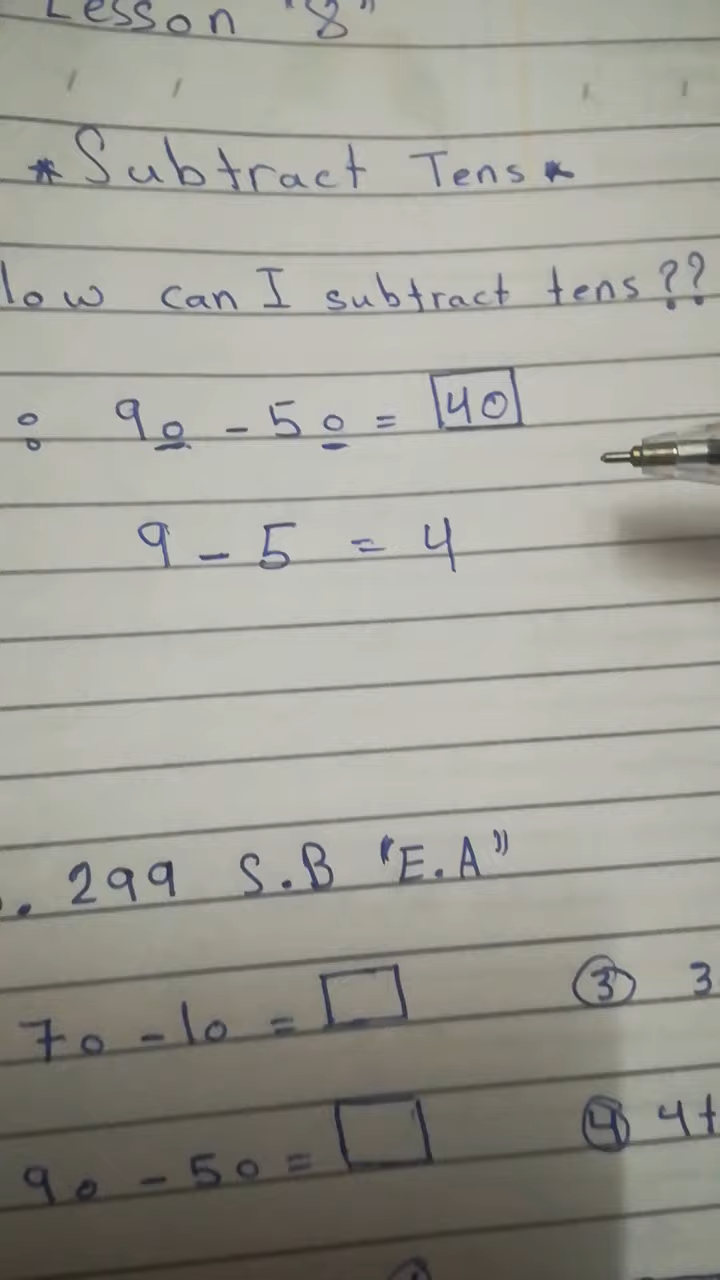 Lesson "8"
* Subtract Tens *
How can I subtract tens??
: 90 - 50 = 40
9 - 5 = 4
. 299 S.B "E.A"
70 - 10 = ③ 3
90 - 50 = ④ 4